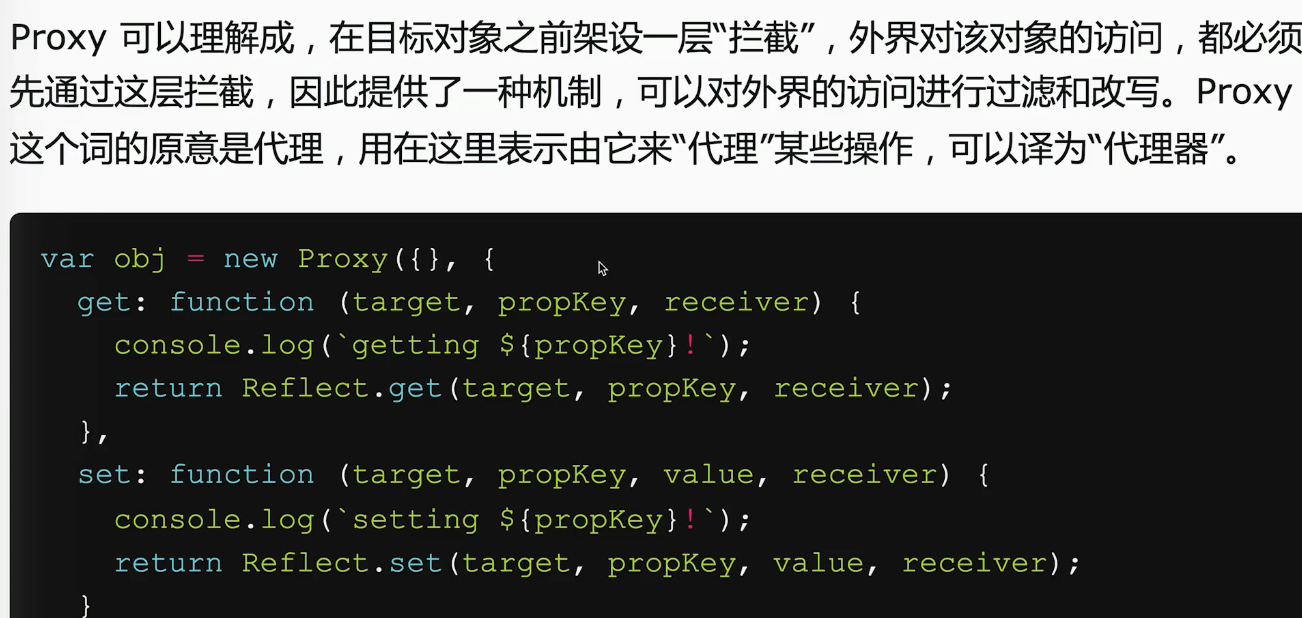 Proxy 可以理解成，在目标对象之前架设一层“拦截”，外界对该对象的访问，都必须
先通过这层拦截，因此提供了一种机制，可以对外界的访问进行过滤和改写。Proxy
这个词的原意是代理，用在这里表示由它来“代理”某些操作，可以译为“代理器”。
var obj = new Proxy({}, {
  get: function (target, propKey, receiver) {
    console.log(`getting ${propKey}!`);
    return Reflect.get(target, propKey, receiver);
  },
  set: function (target, propKey, value, receiver) {
    console.log(`setting ${propKey}!`);
    return Reflect.set(target, propKey, value, receiver);
  }